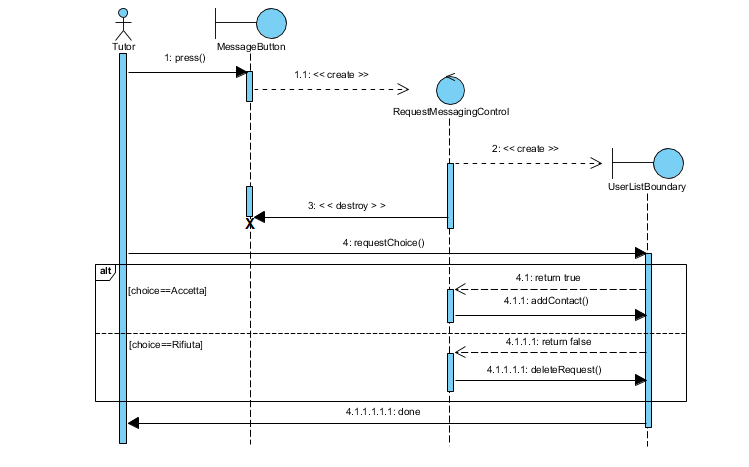 Tutor
MessageButton
1: press()
1.1: << create >>
RequestMessagingControl
2: << create >>
UserListBoundary
3: < < destroy > >
X
4: requestChoice()
alt
4.1: return true
[choice==Accetta]
4.1.1: addContact()
[choice==Rifiuta]
4.1.1.1: return false
4.1.1.1.1: deleteRequest()
4.1.1.1.1.1: done